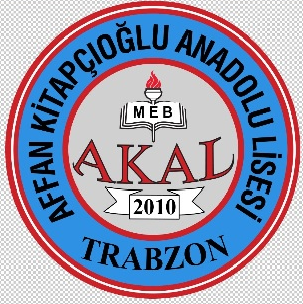 AFFAN KİTAPÇIOĞLU ANADOLU LİSESİ
MEB
AKAL
2010
TRABZON